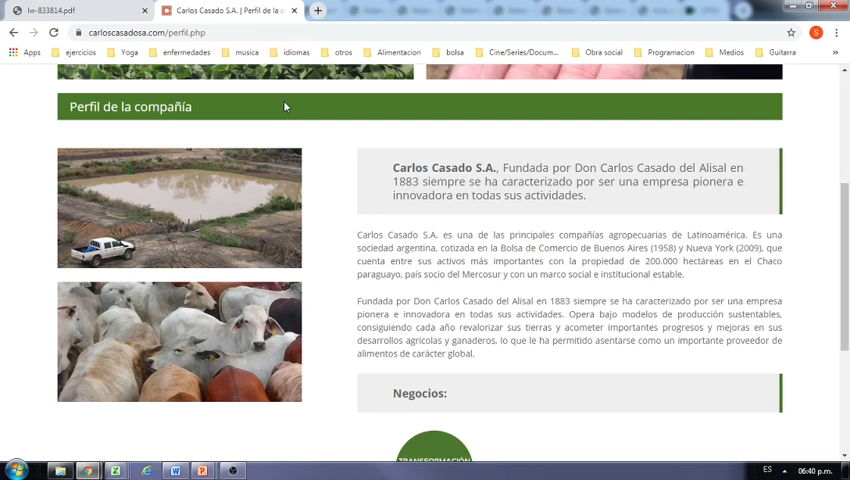 lw-833814.pdf
Carlos Casado S.A. | Perfil de la c
carloscasadosa.com/perfil.php
S
Apps ejercicios Yoga enfermedades musica idiomas otros Alimentacion bolsa Cine/Series/Docum... Obra social Programacion Medios Guitarra
Perfil de la compañía
Carlos Casado S.A., Fundada por Don Carlos Casado del Alisal en
1883 siempre se ha caracterizado por ser una empresa pionera e
innovadora en todas sus actividades.
Carlos Casado S.A. es una de las principales compañías agropecuarias de Latinoamérica. Es una
sociedad argentina, cotizada en la Bolsa de Comercio de Buenos Aires (1958) y Nueva York (2009), que
cuenta entre sus activos más importantes con la propiedad de 200.000 hectáreas en el Chaco
paraguayo, país socio del Mercosur y con un marco social e institucional estable.
Fundada por Don Carlos Casado del Alisal en 1883 siempre se ha caracterizado por ser una empresa
pionera e innovadora en todas sus actividades. Opera bajo modelos de producción sustentables,
consiguiendo cada año revalorizar sus tierras y acometer importantes progresos y mejoras en sus
desarrollos agrícolas y ganaderos, lo que le ha permitido asentarse como un importante proveedor de
alimentos de carácter global.
Negocios:
TRANSFORMACIÓN
ES
06:40 p.m.